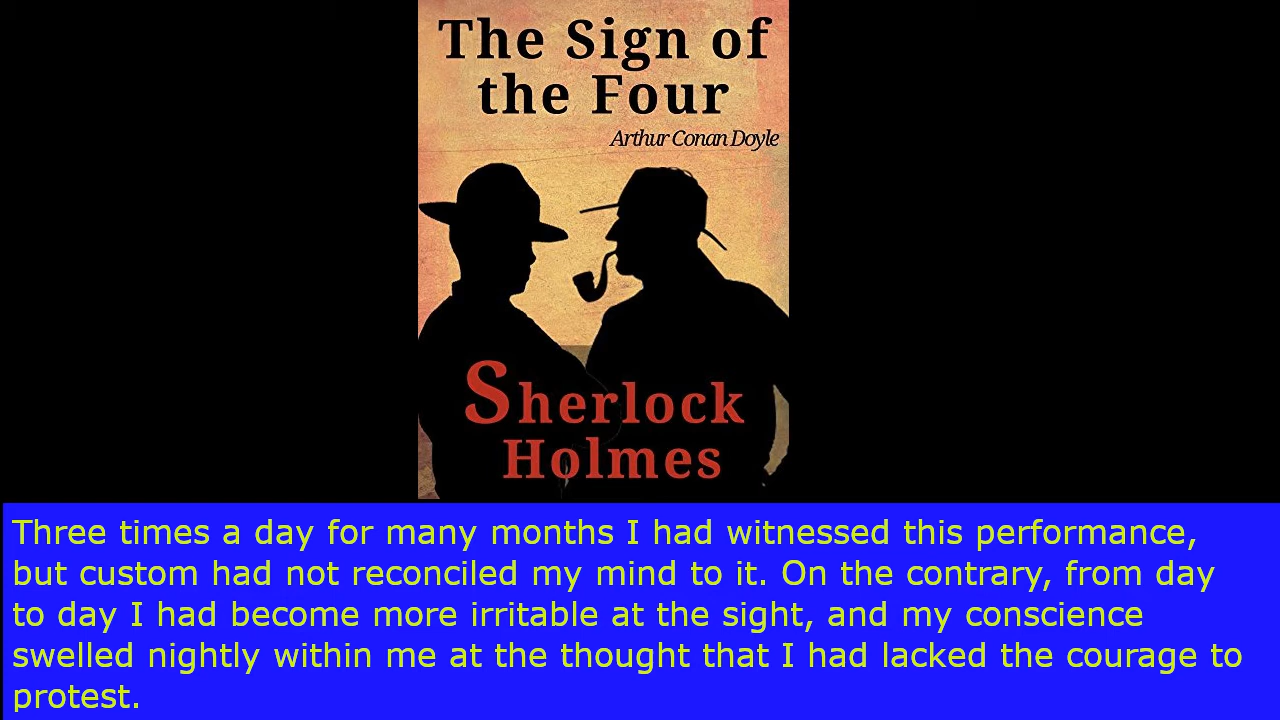 The Sign of
the Four
Arthur Conan Doyle
Sherlock
Holmes
Three times a day for many months I had witnessed this performance,
but custom had not reconciled my mind to it. On the contrary, from day
to day I had become more irritable at the sight, and my conscience
swelled nightly within me at the thought that I had lacked the courage to
protest.